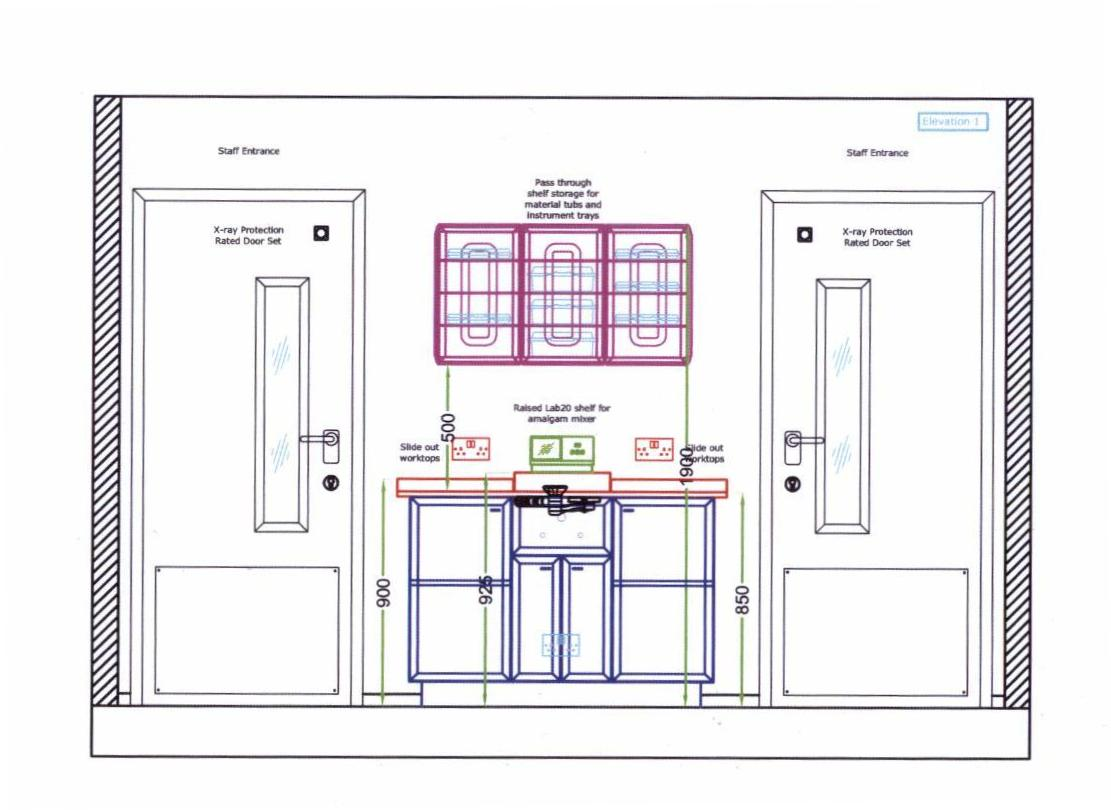 Elevation 1
Staff Entrance
Staff Entrance
Pass through
shelf storage for
material tubs and
instrument trays
X-ray Protection
Rated Door Set
X-ray Protection
Rated Door Set
Raised Lab20 shelf for
amalgam mixer
500
Slide out
worktops
1900
Slide out
worktops
900
925
850